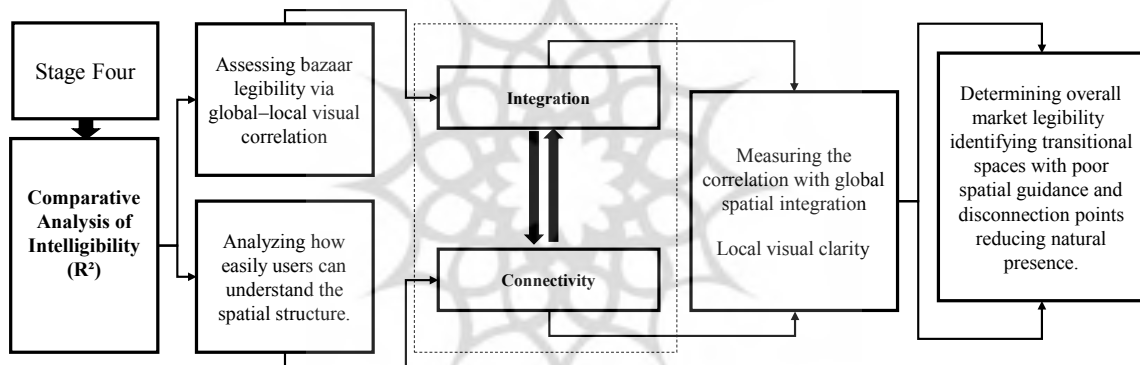 Stage Four
Comparative
Analysis of
Intelligibility
(R²)
Assessing bazaar
legibility via
global–local visual
correlation
Analyzing how
easily users can
understand the
spatial structure.
Integration
Connectivity
Measuring the
correlation with global
spatial integration
Local visual clarity
Determining overall
market legibility
identifying transitional
spaces with poor
spatial guidance and
disconnection points
reducing natural
presence.